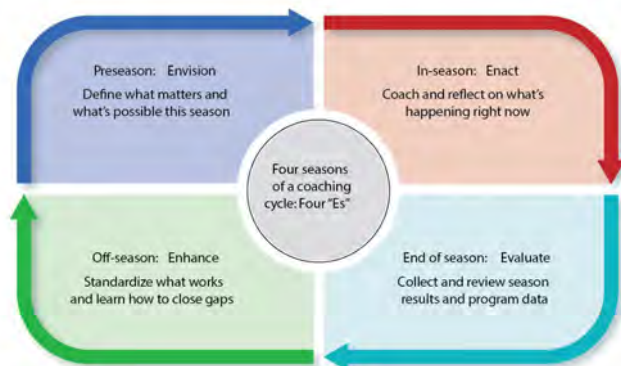 Preseason: Envision
Define what matters and
what's possible this season
In-season: Enact
Coach and reflect on what's
happening right now
Four seasons
of a coaching
cycle: Four "Es"
Off-season: Enhance
Standardize what works
and learn how to close gaps
End of season: Evaluate
Collect and review season
results and program data